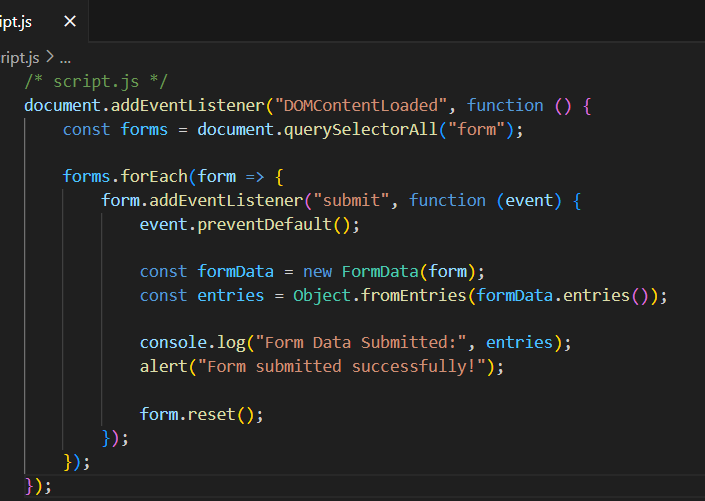 ipt.js ×
ript.js > ...
/* script.js */
document.addEventListener("DOMContentLoaded", function () {
    const forms = document.querySelectorAll("form");

    forms.forEach(form => {
        form.addEventListener("submit", function (event) {
            event.preventDefault();

            const formData = new FormData(form);
            const entries = Object.fromEntries(formData.entries());

            console.log("Form Data Submitted:", entries);
            alert("Form submitted successfully!");

            form.reset();
        });
    });
});